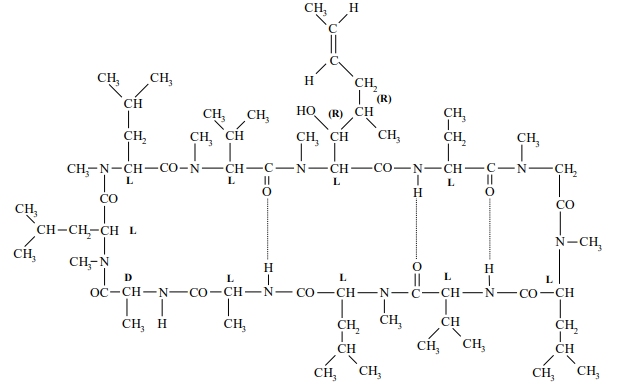 CH₃ H
C
C
H CH₂
(R)
CH₃ CH₃ HO (R) CH
CH CH₃ CH₃ CH₃ CH₃
CH₂ CH₃ CH CH₃ CH CH₂ CH₃
CH₃–N–CH–CO–N–CH–C–N–CH–CO–N–CH–C–N–CH₂
L L L L
O H O
CO CO
CH₃
CH–CH₂–CH L N–CH₃
CH₃
CH₃–N
D L H L O L H L
OC–CH–N–CO–CH–N–CO–CH–N–C–CH–N–CO–CH
CH₃ H CH₃ CH₂ CH₃ CH CH₂
CH CH₃ CH₃ CH
CH₃ CH₃ CH₃ CH₃